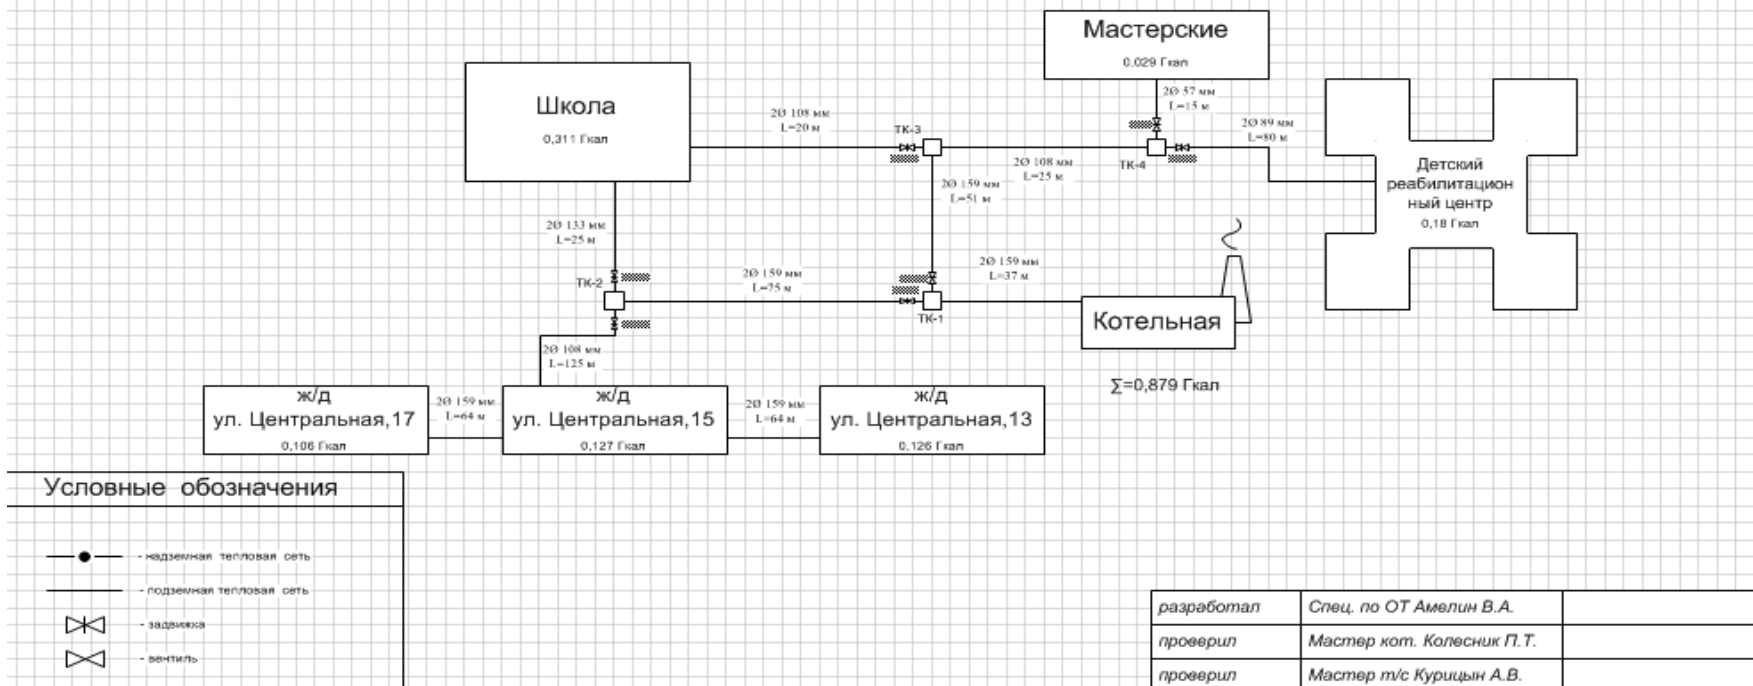 Мастерские
0.029 Гкал
Школа
0,311 Гкал
2Ø 108 мм
L=20 м
ТК-3
2Ø 57 мм
L=15 м
2Ø 89 мм
L=80 м
ТК-4
2Ø 108 мм
L=25 м
Детский
реабилитацион
ный центр
0,18 Гкал
2Ø 159 мм
L=51 м
2Ø 133 мм
L=25 м
ТК-2
2Ø 159 мм
L=75 м
2Ø 159 мм
L=37 м
ТК-1
Котельная
∑=0,879 Гкал
2Ø 108 мм
L=125 м
ж/д
ул. Центральная,17
0,106 Гкал
2Ø 159 мм
L=64 м
ж/д
ул. Центральная,15
0,127 Гкал
2Ø 159 мм
L=64 м
ж/д
ул. Центральная,13
0.126 Гкал
Условные обозначения
- надземная тепловая сеть
- подземная тепловая сеть
- задвижка
- вентиль
разработал Спец. по ОТ Амелин В.А.
проверил Мастер кот. Колесник П.Т.
проверил Мастер т/с Курицын А.В.